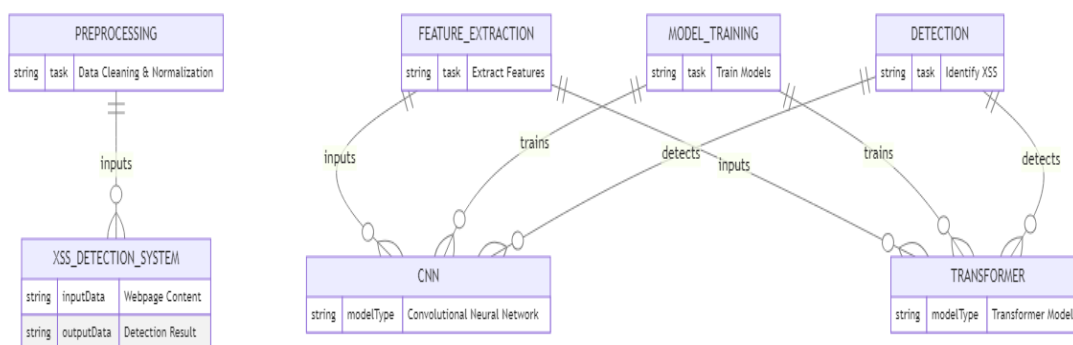 PREPROCESSING
string task Data Cleaning & Normalization
FEATURE_EXTRACTION
string task Extract Features
MODEL_TRAINING
string task Train Models
DETECTION
string task Identify XSS
inputs
inputs
trains
detects
inputs
trains
detects
XSS_DETECTION_SYSTEM
string inputData Webpage Content
string outputData Detection Result
CNN
string modelType Convolutional Neural Network
TRANSFORMER
string modelType Transformer Model